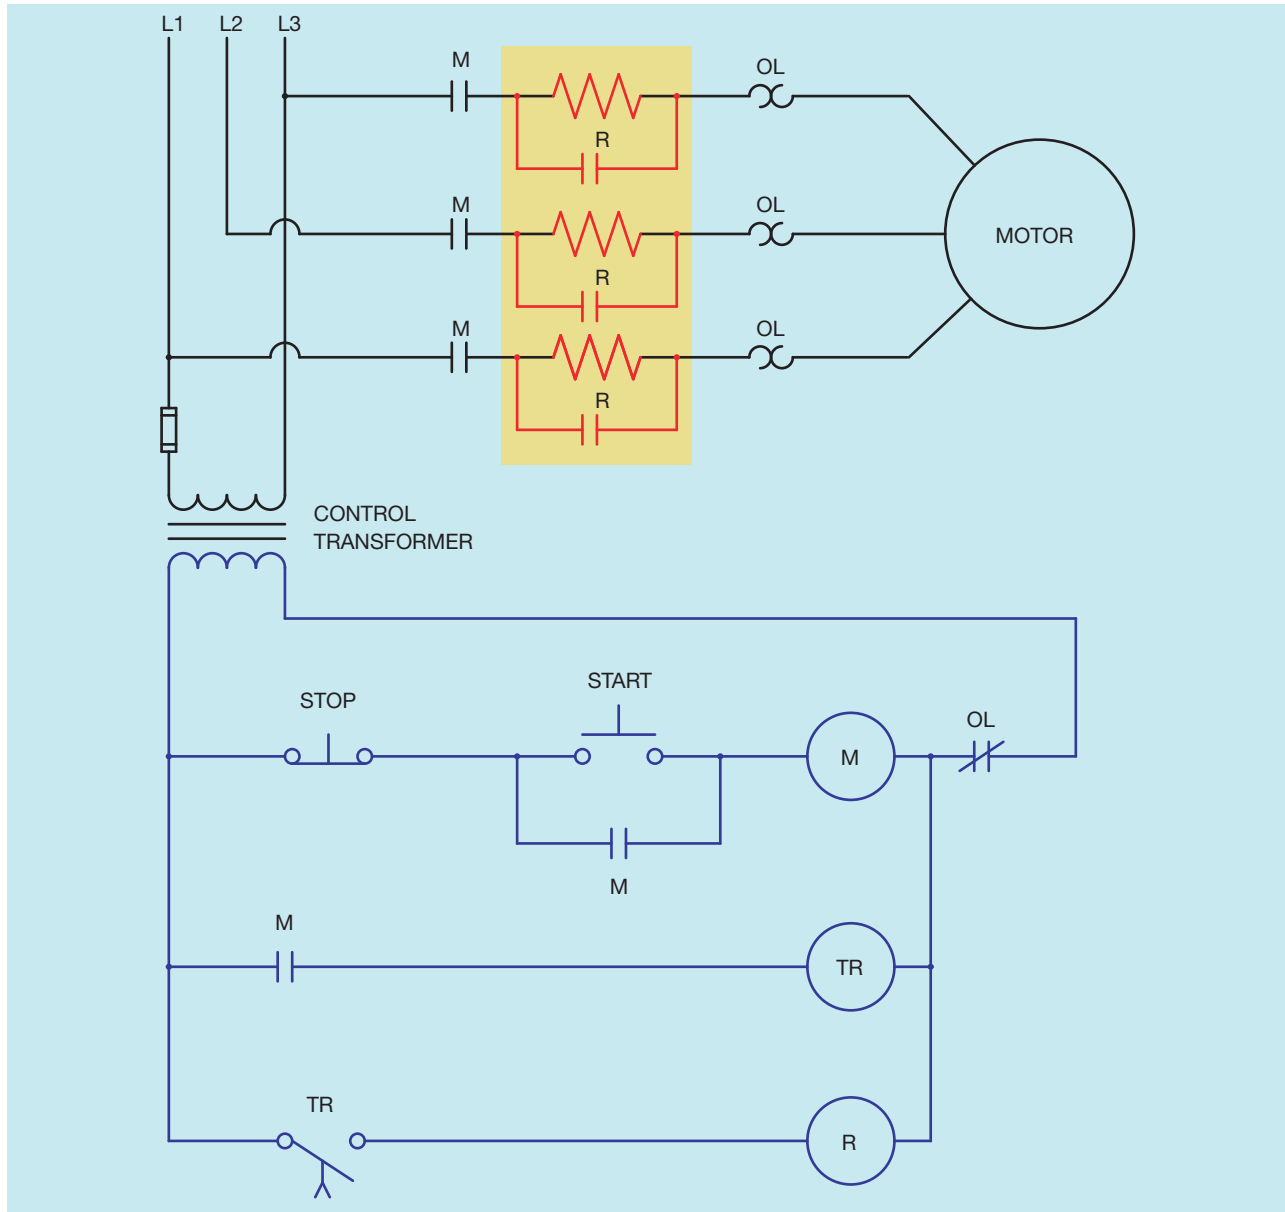 L1 L2 L3
M
OL
R
M
OL
MOTOR
R
M
OL
R
CONTROL
TRANSFORMER
START
STOP
OL
M
M
M
TR
TR
R